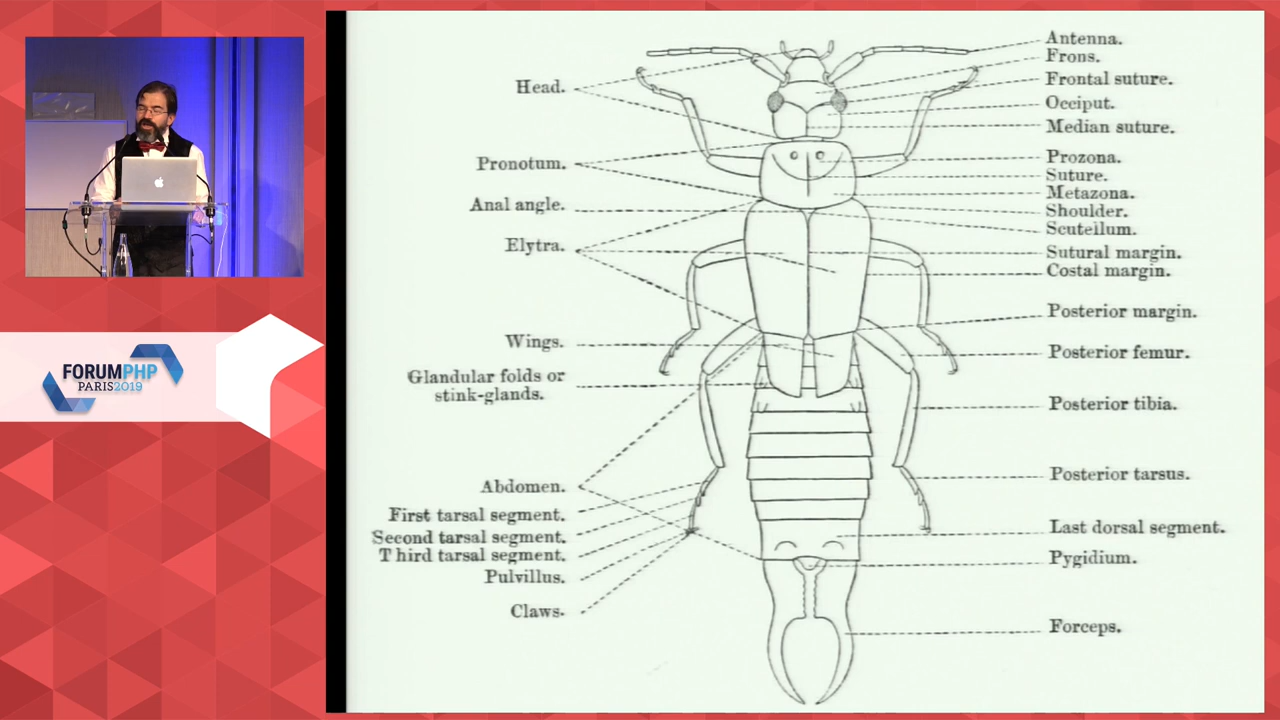 FORUMPHP
PARIS2019
Head.
Pronotum.
Anal angle.
Elytra.
Wings.
Glandular folds or
stink-glands.
Abdomen.
First tarsal segment.
Second tarsal segment.
Third tarsal segment.
Pulvillus.
Claws.
Antenna.
Frons.
Frontal suture.
Occiput.
Median suture.
Prozona.
Suture.
Metazona.
Shoulder.
Scutellum.
Sutural margin.
Costal margin.
Posterior margin.
Posterior femur.
Posterior tibia.
Posterior tarsus.
Last dorsal segment.
Pygidium.
Forceps.